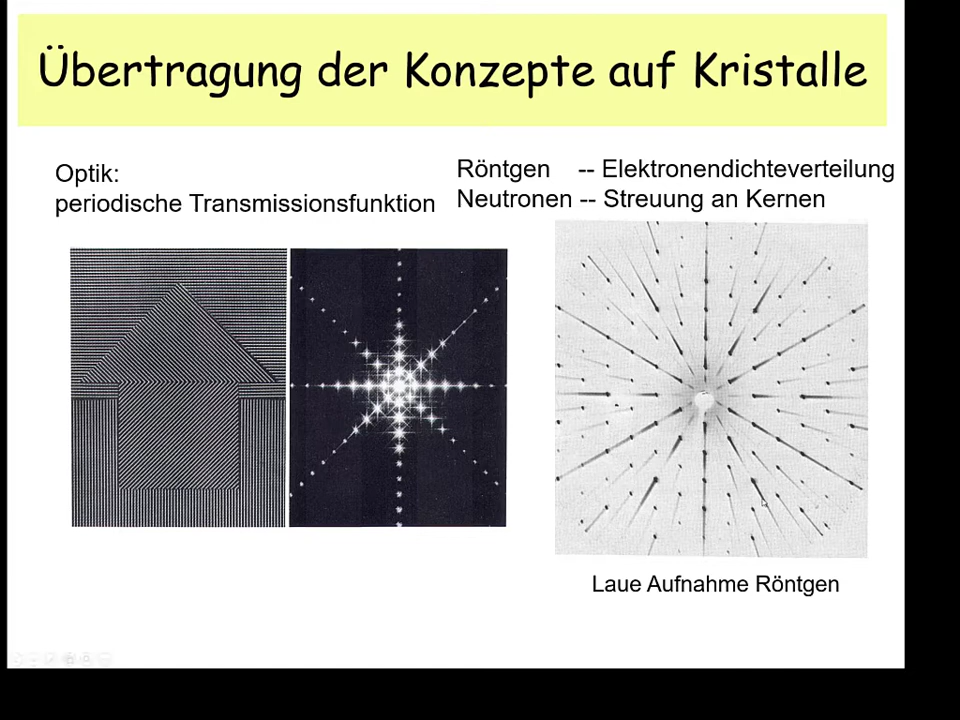 Übertragung der Konzepte auf Kristalle
Optik:
periodische Transmissionsfunktion
Röntgen -- Elektronendichteverteilung
Neutronen -- Streuung an Kernen
Laue Aufnahme Röntgen